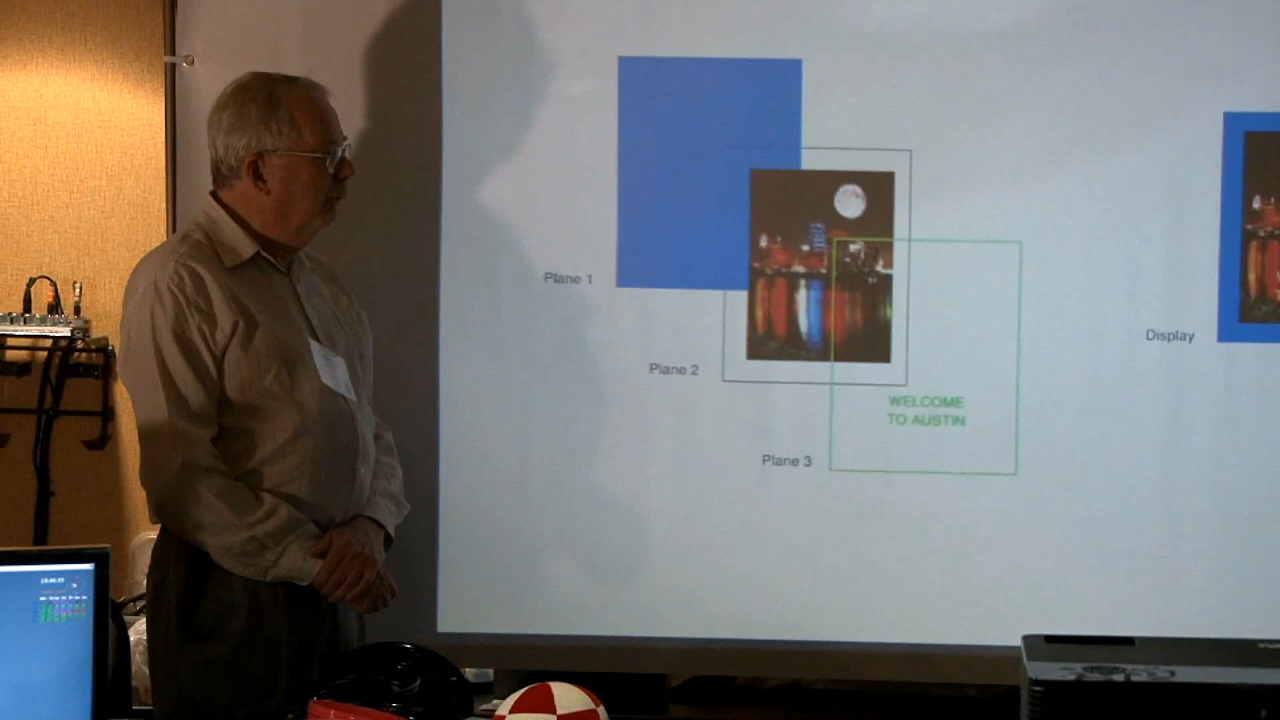 Plane 1
Plane 2
WELCOME
TO AUSTIN
Plane 3
Display